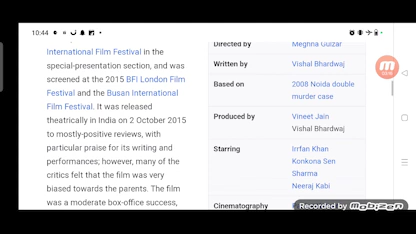 10:44
International Film Festival in the
special-presentation section, and was
screened at the 2015 BFI London Film
Festival and the Busan International
Film Festival. It was released
theatrically in India on 2 October 2015
to mostly-positive reviews, with
particular praise for its writing and
performances; however, many of the
critics felt that the film was very
biased towards the parents. The film
was a moderate box-office success,
Directed by Meghna Gulzar
Written by Vishal Bhardwaj
Based on 2008 Noida double
murder case
Produced by Vineet Jain
Vishal Bhardwaj
Starring Irrfan Khan
Konkona Sen
Sharma
Neeraj Kabi
Cinematography
Recorded by Mobizen